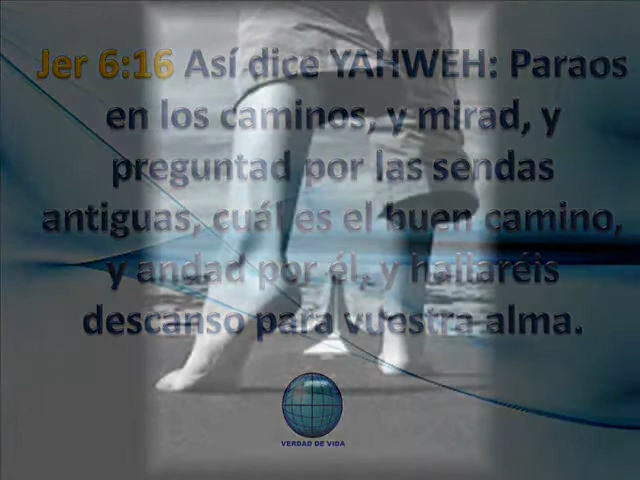 Jer 6:16 Así dice YAHWEH: Paraos
en los caminos, y mirad, y
preguntad por las sendas
antiguas, cuál es el buen camino,
y andad por él, y hallaréis
descanso para vuestra alma.
VERDAD DE VIDA